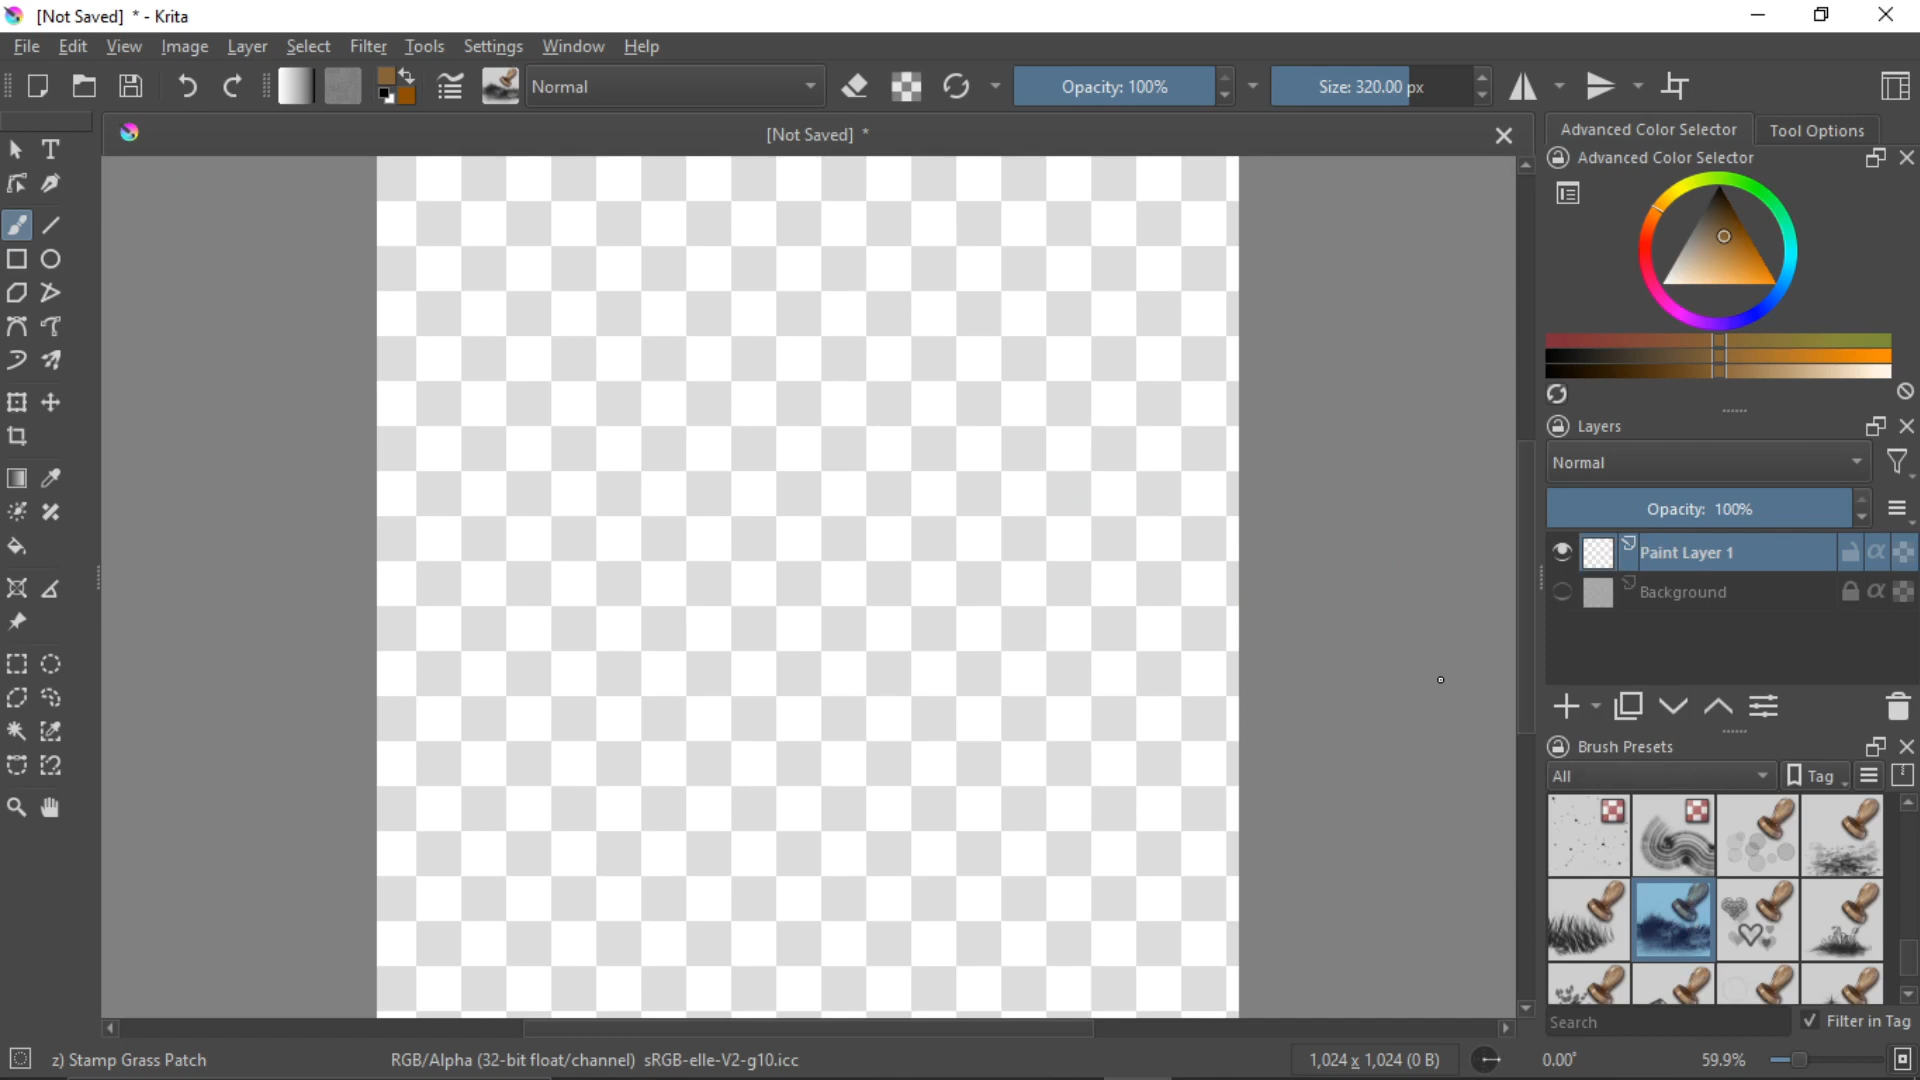 [Not Saved] * - Krita
File Edit View Image Layer Select Filter Tools Settings Window Help
Normal Opacity: 100% Size: 320.00 px
[Not Saved] *
Advanced Color Selector Tool Options
Advanced Color Selector
Layers
Normal
Opacity: 100%
Paint Layer 1
Background
Brush Presets
All Tag
Search Filter in Tag
z) Stamp Grass Patch RGB/Alpha (32-bit float/channel) sRGB-elle-V2-g10.icc 1,024 x 1,024 (0 B) 0.00° 59.9%